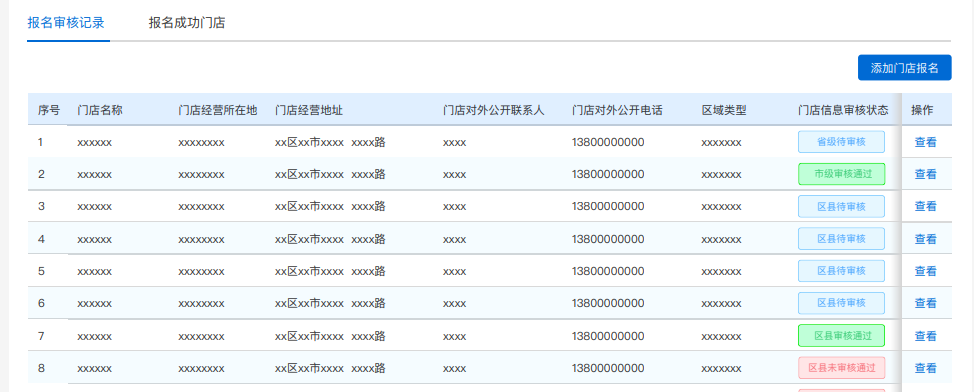 报名审核记录 报名成功门店
添加门店报名
序号 门店名称 门店经营所在地 门店经营地址 门店对外公开联系人 门店对外公开电话 区域类型 门店信息审核状态 操作
1 xxxxxx xxxxxxxx xx区xx市xxxx xxxx路 xxxx 13800000000 xxxxxxx 省级待审核 查看
2 xxxxxx xxxxxxxx xx区xx市xxxx xxxx路 xxxx 13800000000 xxxxxxx 市级审核通过 查看
3 xxxxxx xxxxxxxx xx区xx市xxxx xxxx路 xxxx 13800000000 xxxxxxx 区县待审核 查看
4 xxxxxx xxxxxxxx xx区xx市xxxx xxxx路 xxxx 13800000000 xxxxxxx 区县待审核 查看
5 xxxxxx xxxxxxxx xx区xx市xxxx xxxx路 xxxx 13800000000 xxxxxxx 区县待审核 查看
6 xxxxxx xxxxxxxx xx区xx市xxxx xxxx路 xxxx 13800000000 xxxxxxx 区县待审核 查看
7 xxxxxx xxxxxxxx xx区xx市xxxx xxxx路 xxxx 13800000000 xxxxxxx 区县审核通过 查看
8 xxxxxx xxxxxxxx xx区xx市xxxx xxxx路 xxxx 13800000000 xxxxxxx 区县未审核通过 查看